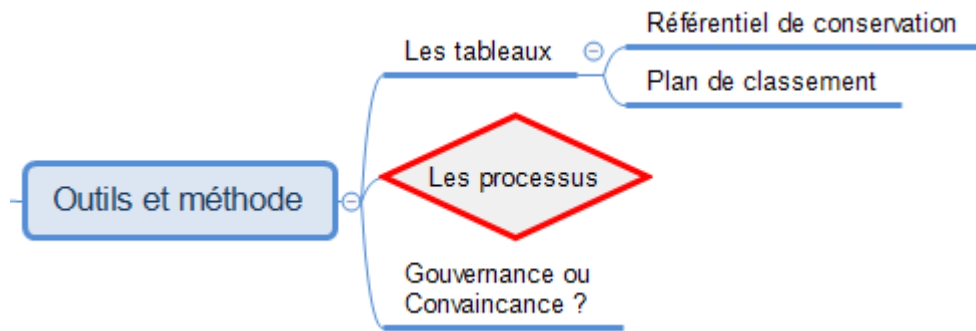 Outils et méthode
Les tableaux
Référentiel de conservation
Plan de classement
Les processus
Gouvernance ou
Convaincance ?